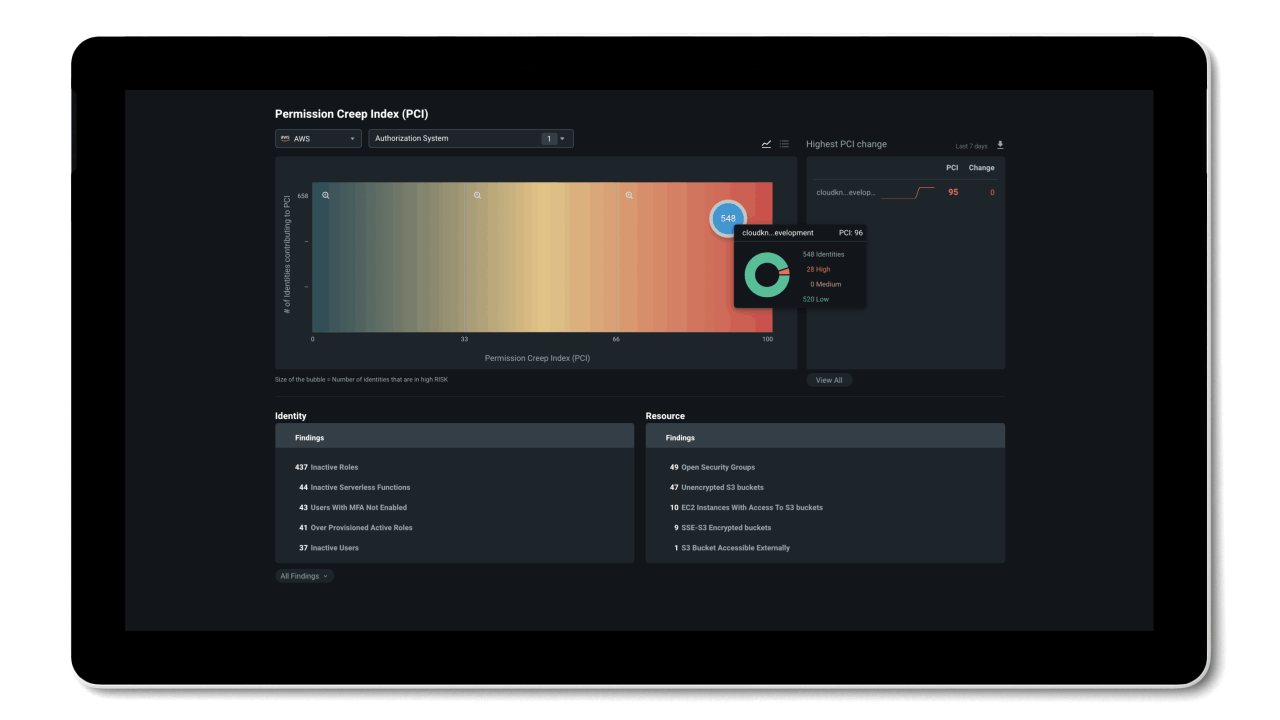 Permission Creep Index (PCI)
aws AWS
Authorization System 1
Highest PCI change Last 7 days
PCI Change
cloudkn...evelop... 95 0
# of Identities contributing to PCI
658
548
cloudkn...evelopment PCI: 96
548 Identities
28 High
0 Medium
520 Low
0 33 66 100
Permission Creep Index (PCI)
Size of the bubble = Number of identities that are in high RISK
View All
Identity
Findings
437 Inactive Roles
44 Inactive Serverless Functions
43 Users With MFA Not Enabled
41 Over Provisioned Active Roles
37 Inactive Users
All Findings
Resource
Findings
49 Open Security Groups
47 Unencrypted S3 buckets
10 EC2 Instances With Access To S3 buckets
9 SSE-S3 Encrypted buckets
1 S3 Bucket Accessible Externally